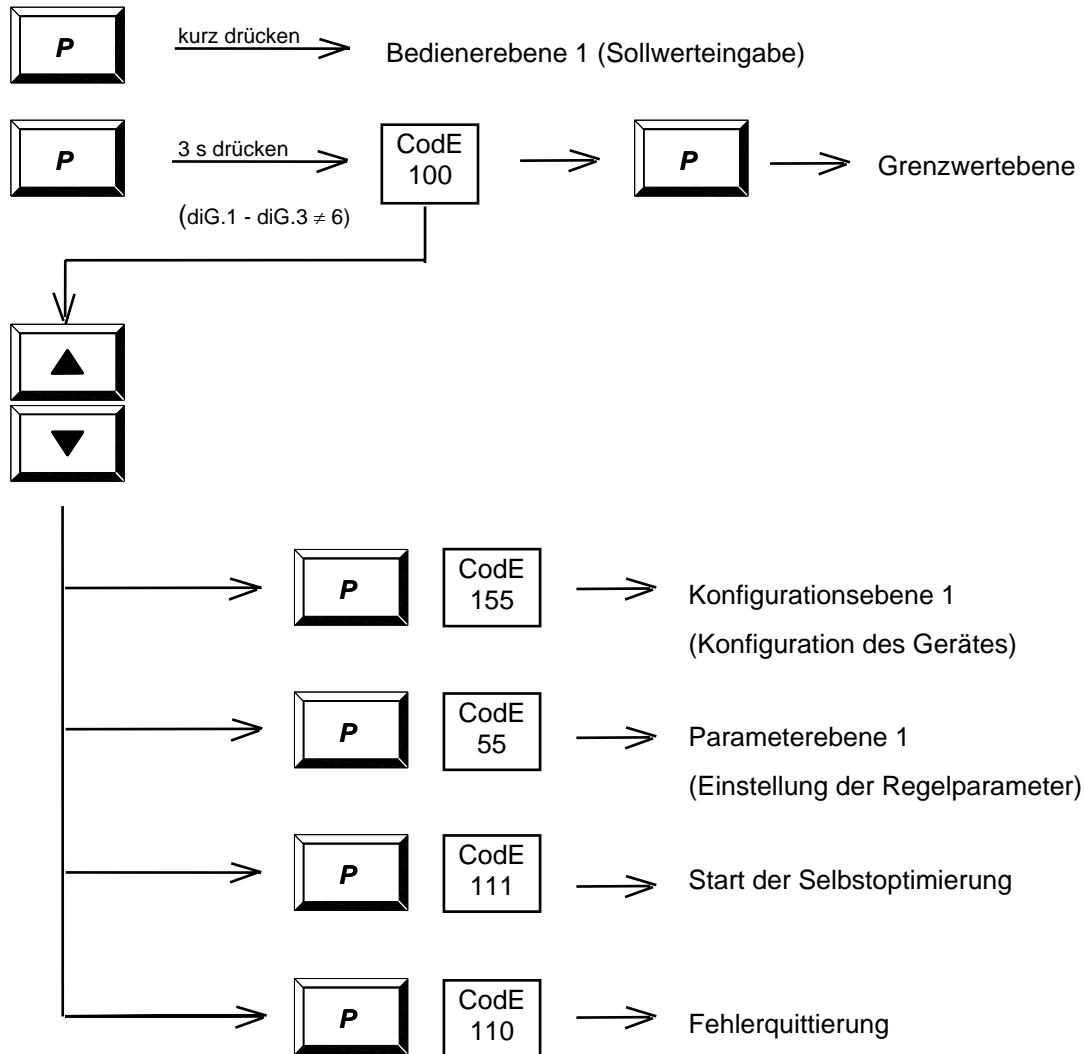 P
kurz drücken
Bedienerebene 1 (Sollwerteingabe)
P
3 s drücken
(diG.1 - diG.3 ≠ 6)
CodE
100
P
Grenzwertebene
P
CodE
155
Konfigurationsebene 1
(Konfiguration des Gerätes)
P
CodE
55
Parameterebene 1
(Einstellung der Regelparameter)
P
CodE
111
Start der Selbstoptimierung
P
CodE
110
Fehlerquittierung